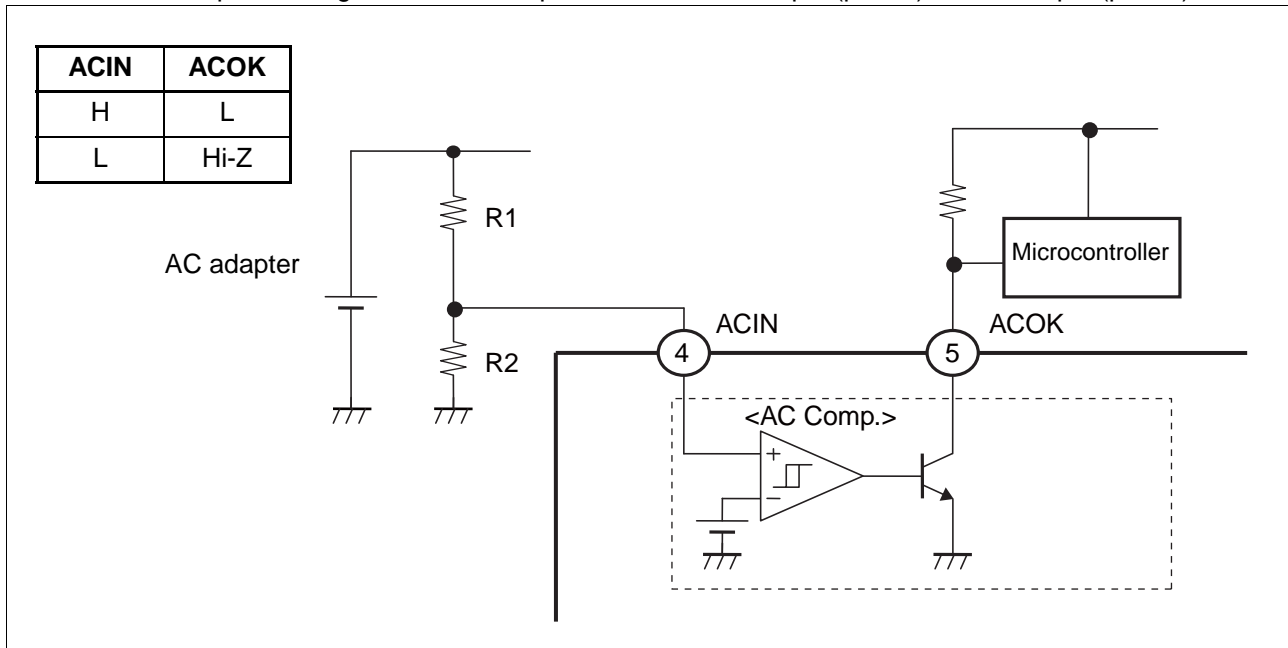 ACIN ACOK
H L
L Hi-Z
R1
Microcontroller
AC adapter
ACIN
ACOK
R2
4
5
<AC Comp.>
+
−